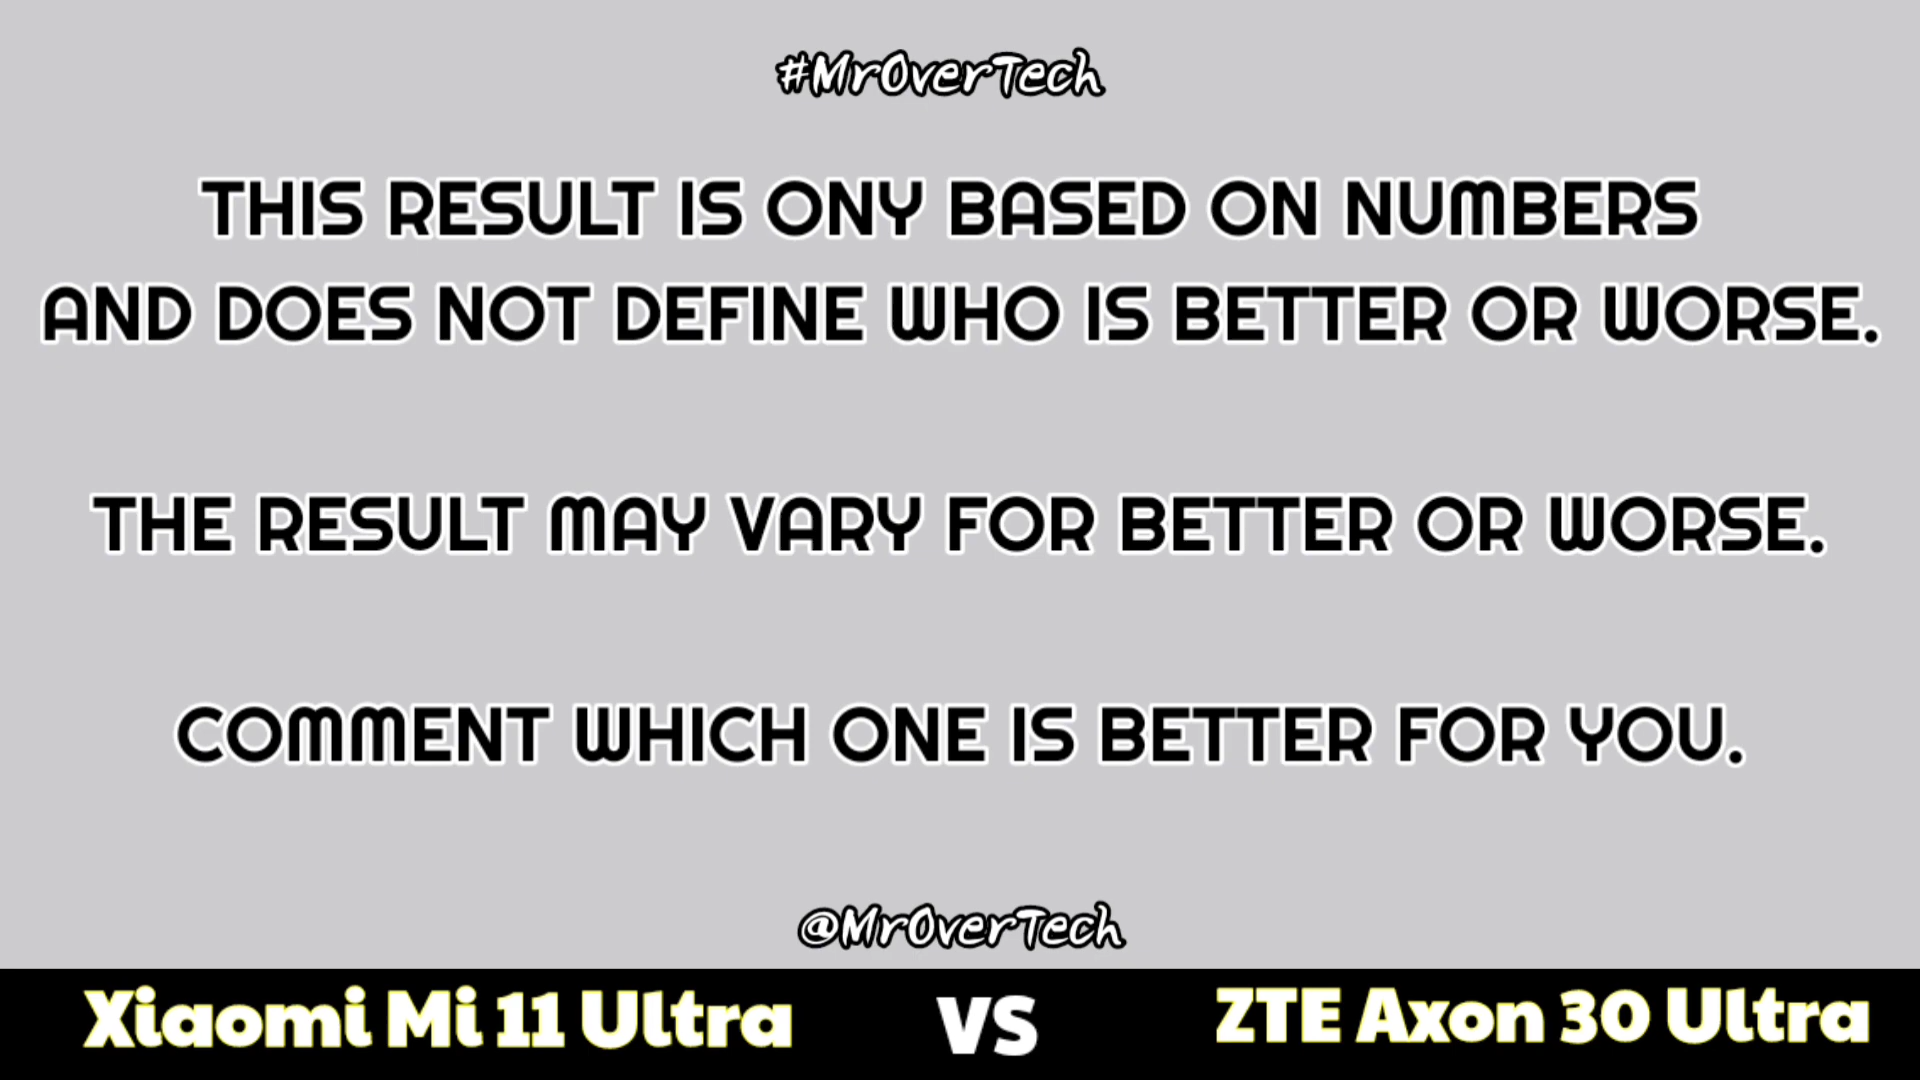 #MrOverTech
THIS RESULT IS ONY BASED ON NUMBERS
AND DOES NOT DEFINE WHO IS BETTER OR WORSE.
THE RESULT MAY VARY FOR BETTER OR WORSE.
COMMENT WHICH ONE IS BETTER FOR YOU.
@MrOverTech
Xiaomi Mi 11 Ultra VS ZTE Axon 30 Ultra